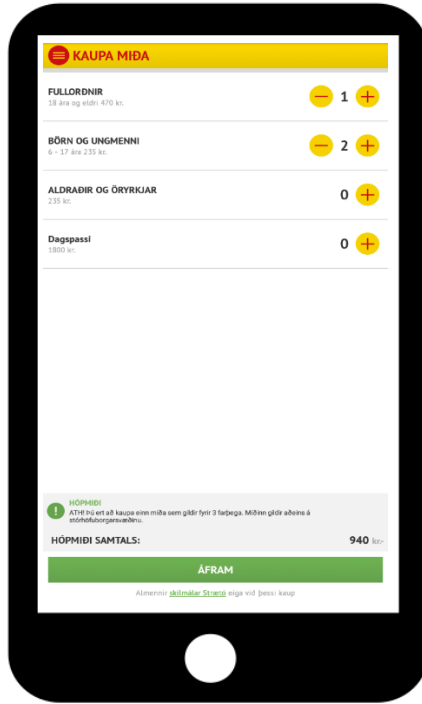 KAUPA MIÐA
FULLORÐNIR
18 ára og eldri 470 kr.
1
BÖRN OG UNGMENNI
6 - 17 ára 235 kr.
2
ALDRAÐIR OG ÖRYRKJAR
235 kr.
0
Dagspassi
1800 kr.
0
HÓPMIÐI
ATH! Þú ert að kaupa einn miða sem gildir fyrir 3 farþega. Miðinn gildir aðeins á
stórhöfuborgarsvæðinu.
HÓPMIÐI SAMTALS: 940 kr-
ÁFRAM
Almennir skilmálar Strætó eiga við þessi kaup